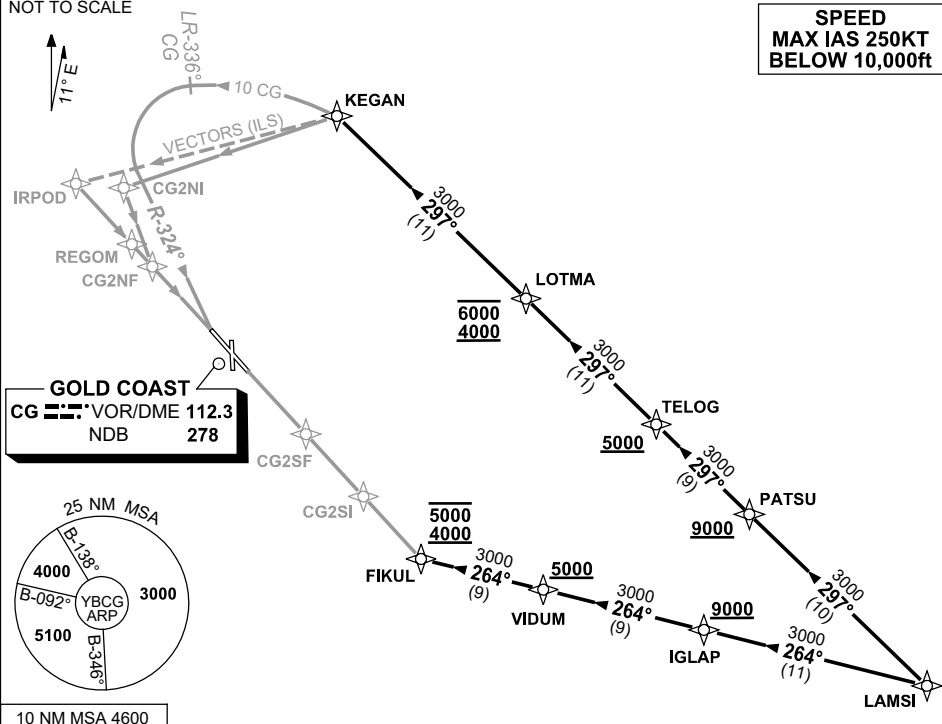 NOT TO SCALE
SPEED
MAX IAS 250KT
BELOW 10,000ft
11° E
LR-336°
CG
10 CG
KEGAN
VECTORS (ILS)
IRPOD
CG2NI
R-324°
REGOM
CG2NF
3000
297°
(11)
LOTMA
6000
4000
3000
297°
(11)
TELOG
5000
3000
297°
(9)
PATSU
9000
3000
297°
(10)
LAMSI
GOLD COAST
CG VOR/DME 112.3
NDB 278
CG2SF
CG2SI
5000
4000
FIKUL
3000
264°
(9)
5000
VIDUM
3000
264°
(9)
9000
IGLAP
3000
264°
(11)
25 NM MSA
B-138°
4000
B-092°
YBCG
ARP
3000
5100
B-346°
10 NM MSA 4600